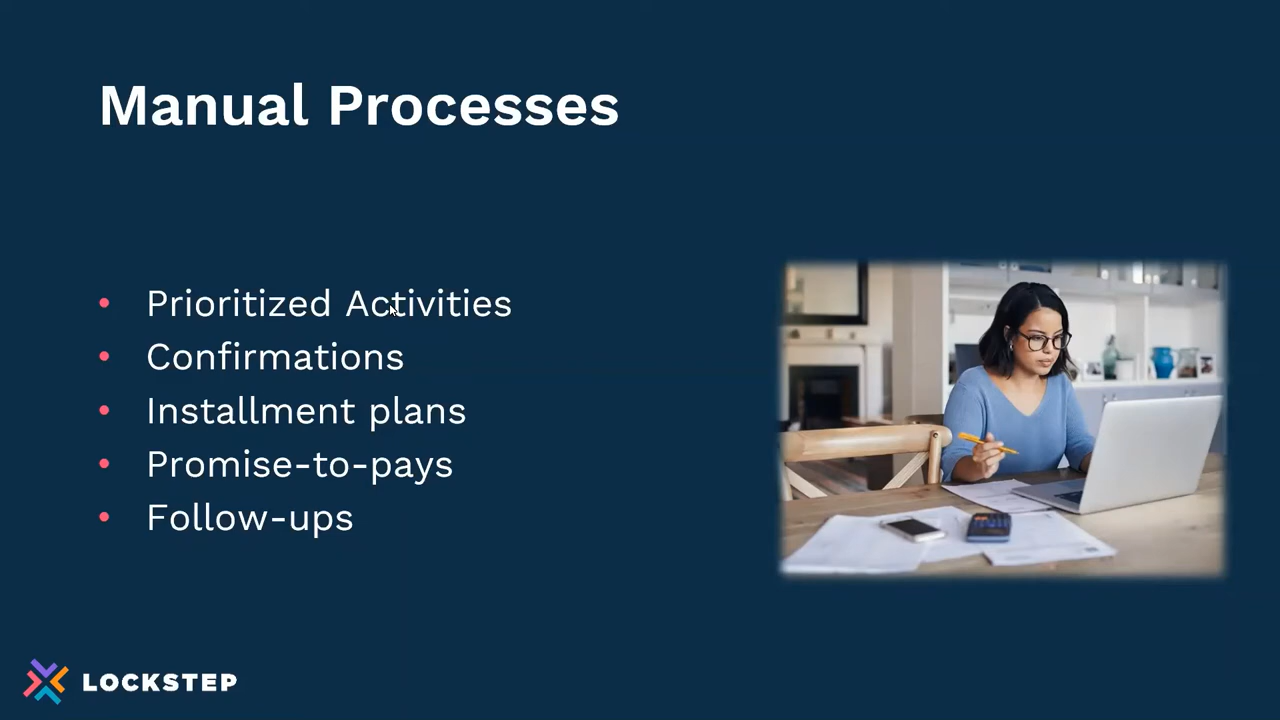 Manual Processes
Prioritized Activities
Confirmations
Installment plans
Promise-to-pays
Follow-ups
LOCKSTEP